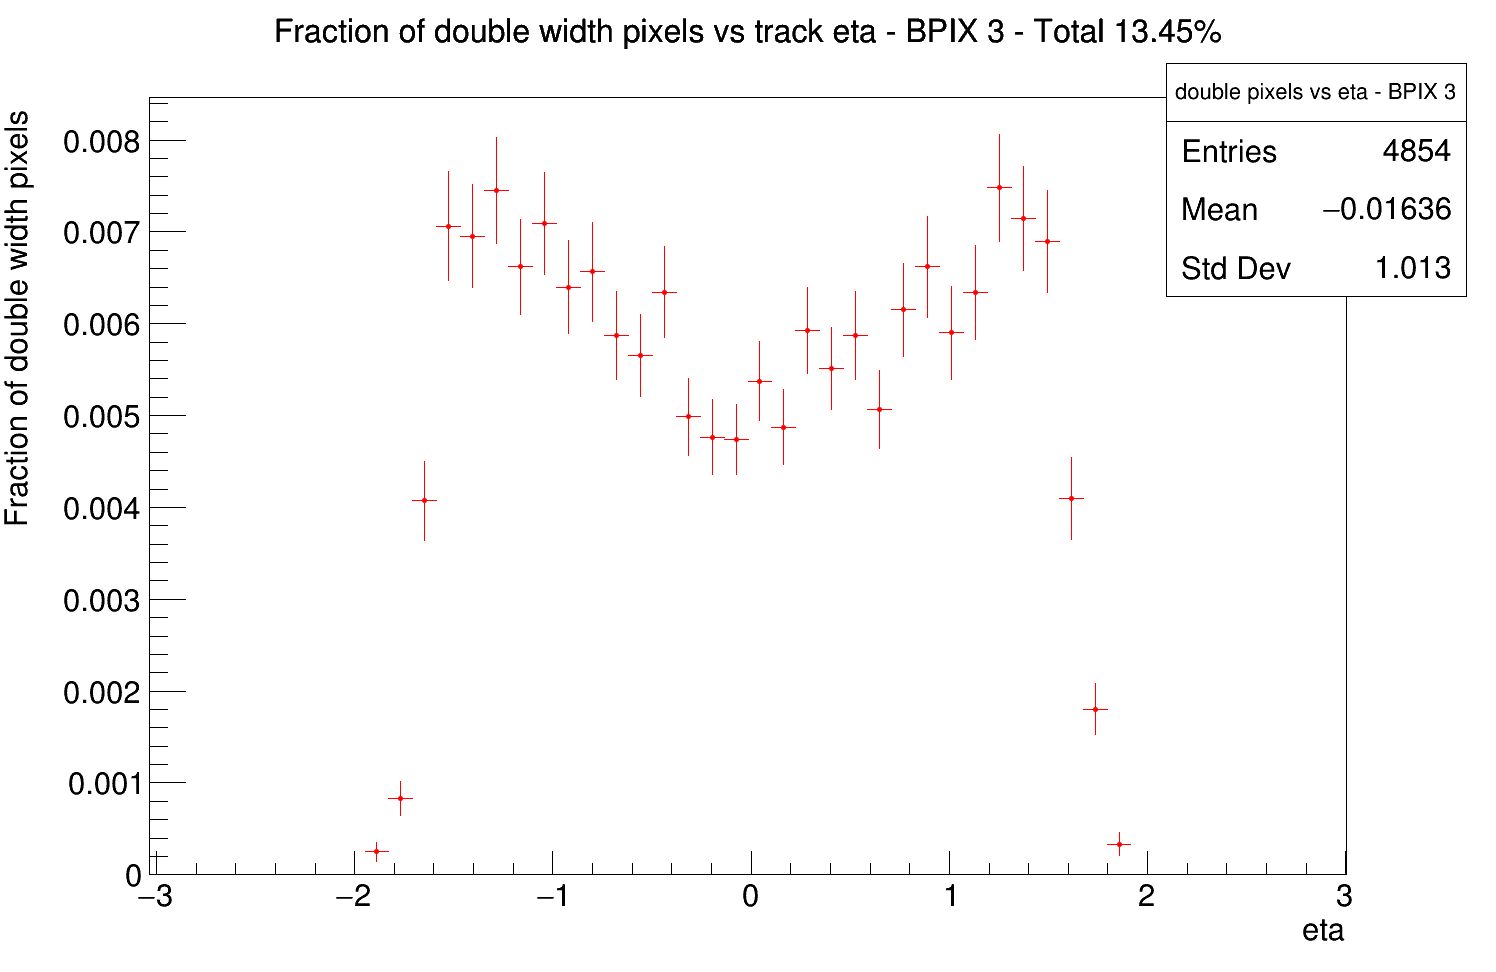 Fraction of double width pixels vs track eta - BPIX 3 - Total 13.45%
double pixels vs eta - BPIX 3
Entries 4854
Mean −0.01636
Std Dev 1.013
Fraction of double width pixels
0.008
0.007
0.006
0.005
0.004
0.003
0.002
0.001
0
−3 −2 −1 0 1 2 3
eta